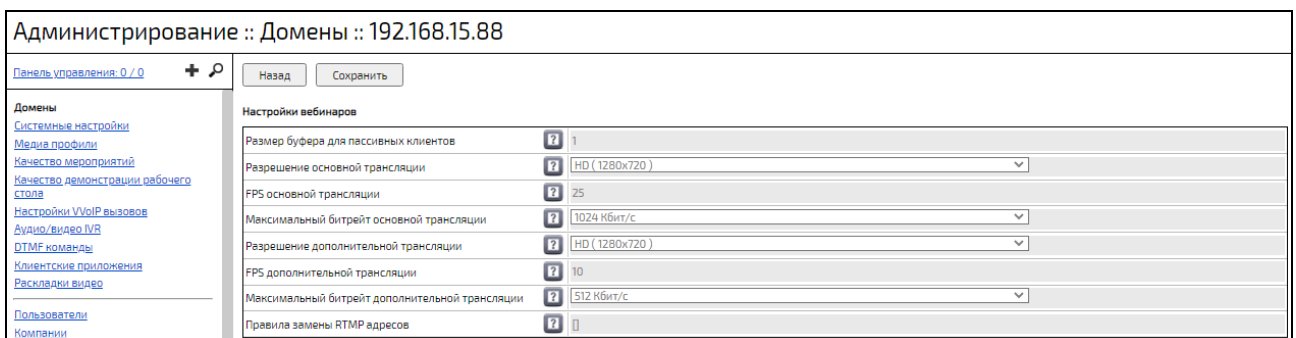 Администрирование :: Домены :: 192.168.15.88
Панель управления: 0 / 0
Назад
Сохранить
Домены
Системные настройки
Медиа профили
Качество мероприятий
Качество демонстрации рабочего
стола
Настройки VVoIP вызовов
Аудио/видео IVR
DTMF команды
Клиентские приложения
Раскладки видео
Пользователи
Компании
Настройки вебинаров
Размер буфера для пассивных клиентов ? 1
Разрешение основной трансляции ? HD ( 1280x720 )
FPS основной трансляции ? 25
Максимальный битрейт основной трансляции ? 1024 Кбит/с
Разрешение дополнительной трансляции ? HD ( 1280x720 )
FPS дополнительной трансляции ? 10
Максимальный битрейт дополнительной трансляции ? 512 Кбит/с
Правила замены RTMP адресов ? []